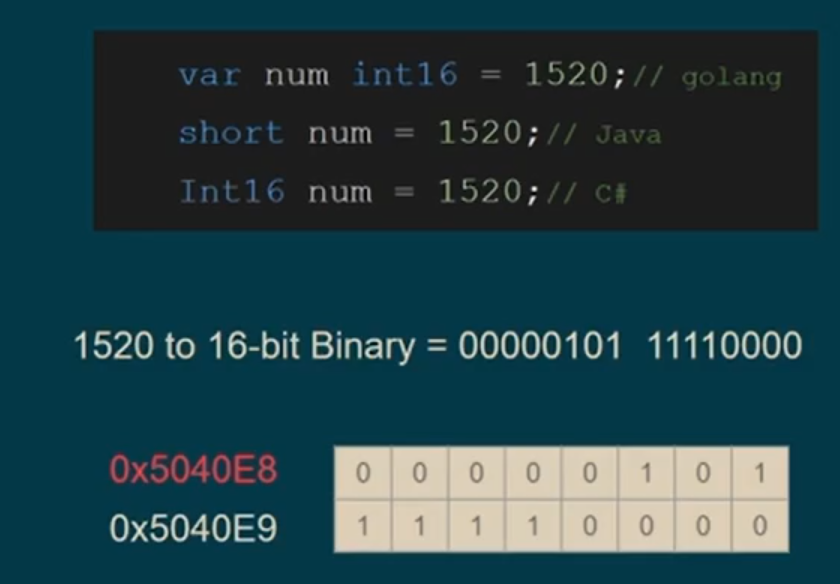 var num int16 = 1520;// golang
short num = 1520;// Java
Int16 num = 1520;// C#
1520 to 16-bit Binary = 00000101 11110000
0x5040E8 0 0 0 0 0 1 0 1
0x5040E9 1 1 1 1 0 0 0 0